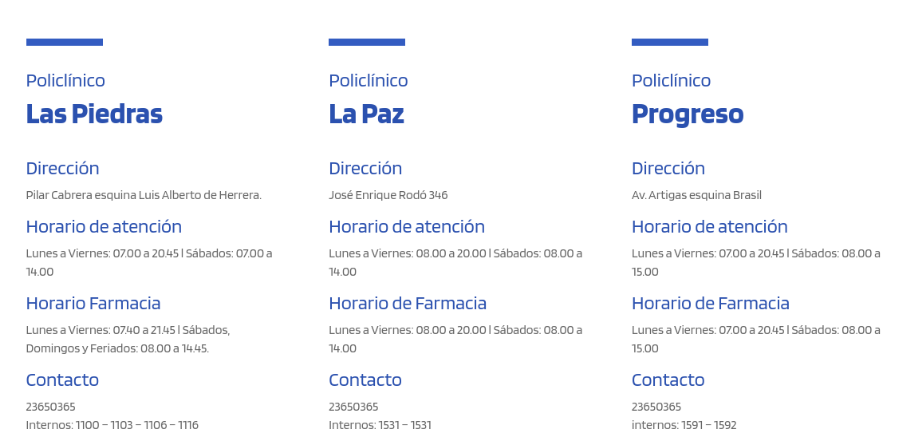 Policlínico
Las Piedras
Dirección
Pilar Cabrera esquina Luis Alberto de Herrera.
Horario de atención
Lunes a Viernes: 07.00 a 20.45 | Sábados: 07.00 a
14.00
Horario Farmacia
Lunes a Viernes: 07.40 a 21.45 | Sábados,
Domingos y Feriados: 08.00 a 14.45.
Contacto
23650365
Internos: 1100 – 1103 – 1106 – 1116
Policlínico
La Paz
Dirección
José Enrique Rodó 346
Horario de atención
Lunes a Viernes: 08.00 a 20.00 | Sábados: 08.00 a
14.00
Horario de Farmacia
Lunes a Viernes: 08.00 a 20.00 | Sábados: 08.00 a
14.00
Contacto
23650365
Internos: 1531 – 1531
Policlínico
Progreso
Dirección
Av. Artigas esquina Brasil
Horario de atención
Lunes a Viernes: 07.00 a 20.45 | Sábados: 08.00 a
15.00
Horario de Farmacia
Lunes a Viernes: 07.00 a 20.45 | Sábados: 08.00 a
15.00
Contacto
23650365
internos: 1591 – 1592